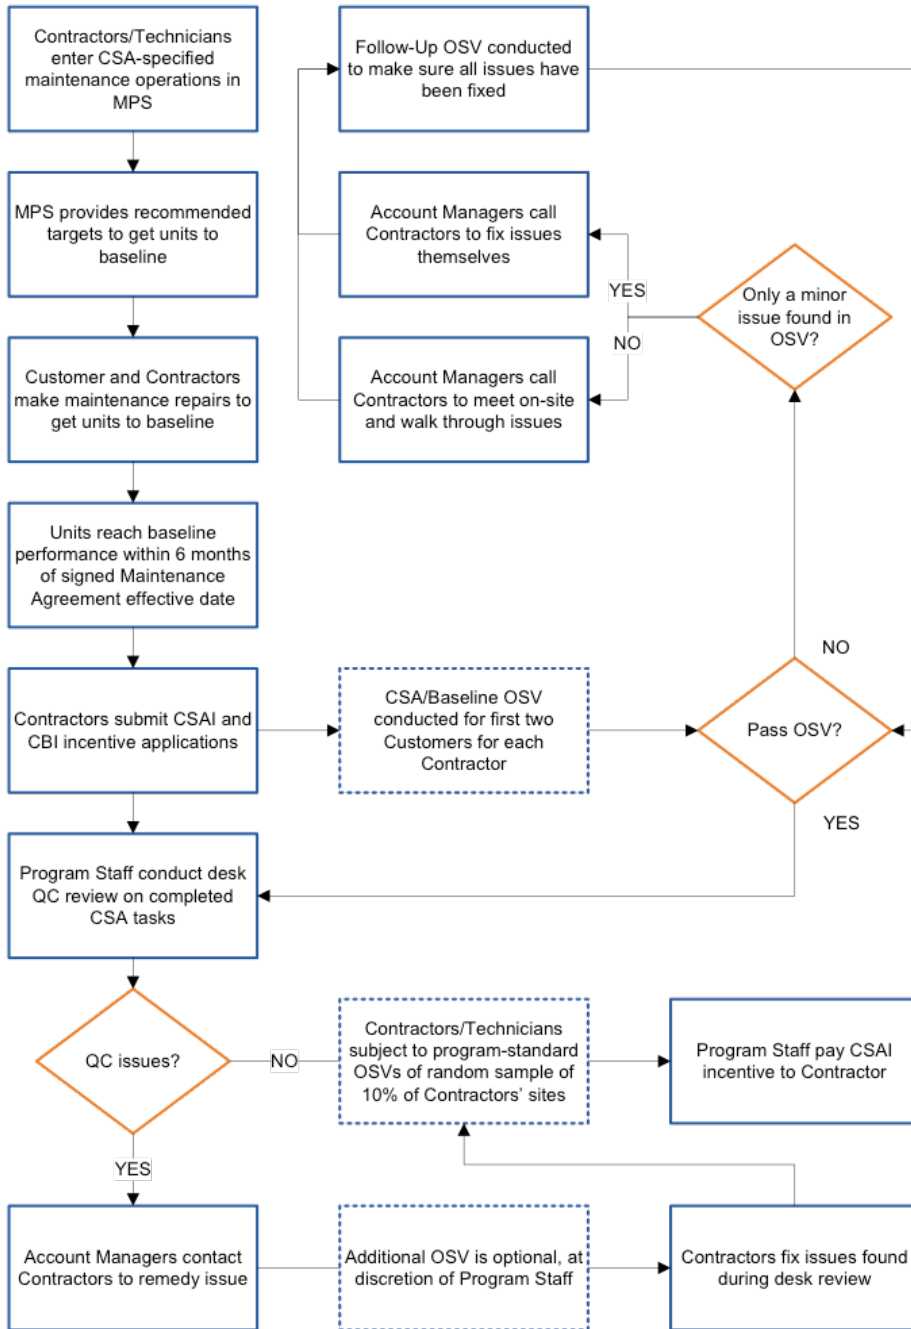 Contractors/Technicians
enter CSA-specified
maintenance operations in
MPS
Follow-Up OSV conducted
to make sure all issues have
been fixed
MPS provides recommended
targets to get units to
baseline
Account Managers call
Contractors to fix issues
themselves
YES
NO
Only a minor
issue found in
OSV?
Customer and Contractors
make maintenance repairs to
get units to baseline
Account Managers call
Contractors to meet on-site
and walk through issues
Units reach baseline
performance within 6 months
of signed Maintenance
Agreement effective date
Contractors submit CSAI and
CBI incentive applications
CSA/Baseline OSV
conducted for first two
Customers for each
Contractor
NO
Pass OSV?
YES
Program Staff conduct desk
QC review on completed
CSA tasks
QC issues?
NO
Contractors/Technicians
subject to program-standard
OSVs of random sample of
10% of Contractors' sites
Program Staff pay CSAI
incentive to Contractor
YES
Account Managers contact
Contractors to remedy issue
Additional OSV is optional, at
discretion of Program Staff
Contractors fix issues found
during desk review